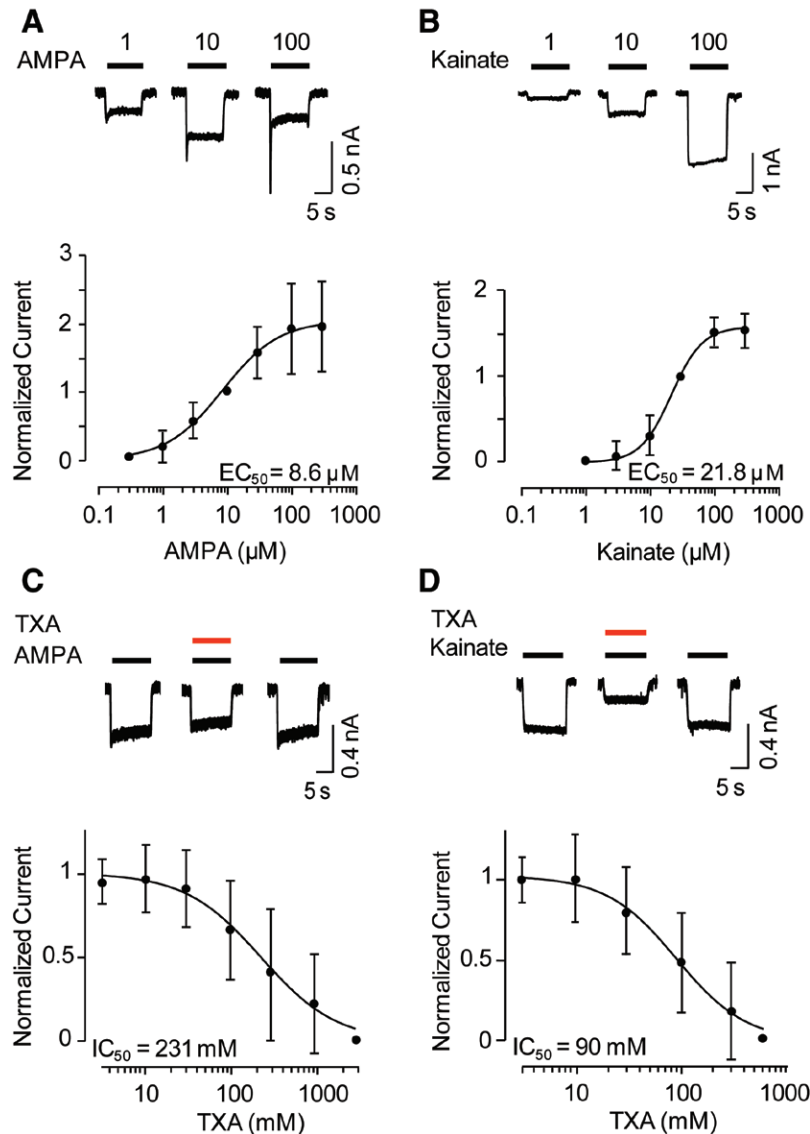 A
1 10 100
AMPA
0.5 nA
5 s
3
2
1
0
Normalized Current
EC50 = 8.6 µM
0.1 1 10 100 1000
AMPA (µM)
B
1 10 100
Kainate
1 nA
5 s
2
1
0
Normalized Current
EC50 = 21.8 µM
0.1 1 10 100 1000
Kainate (µM)
C
TXA
AMPA
0.4 nA
5 s
1
0.5
0
Normalized Current
IC50 = 231 mM
10 100 1000
TXA (mM)
D
TXA
Kainate
0.4 nA
5 s
1
0.5
0
Normalized Current
IC50 = 90 mM
10 100 1000
TXA (mM)